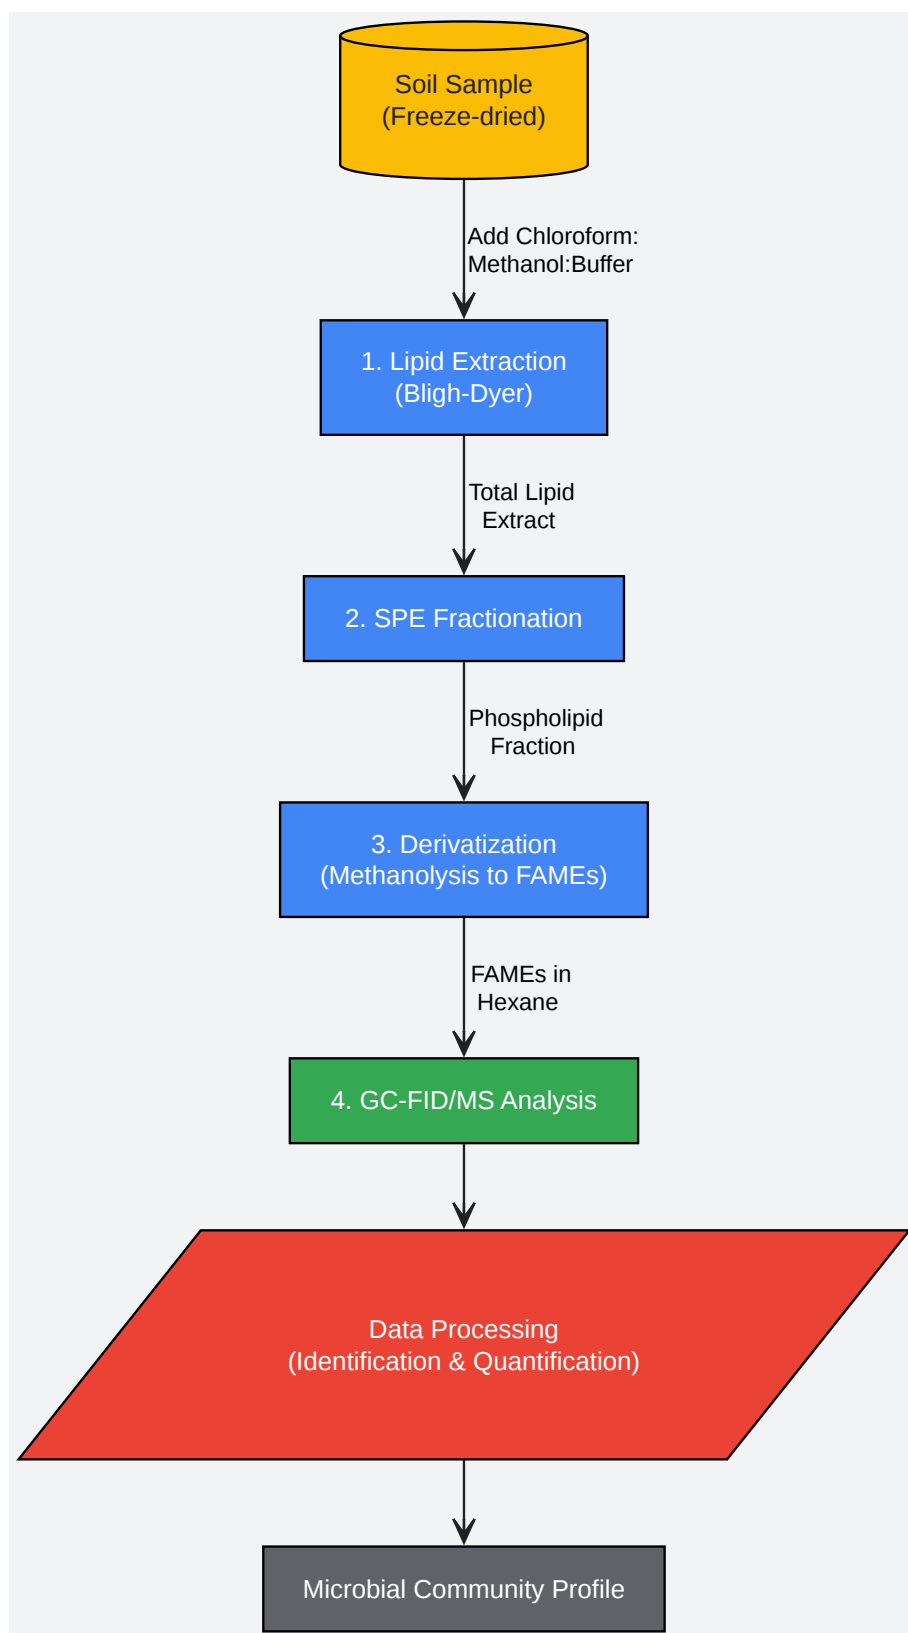 Soil Sample
(Freeze-dried)
Add Chloroform:
Methanol:Buffer
1. Lipid Extraction
(Bligh-Dyer)
Total Lipid
Extract
2. SPE Fractionation
Phospholipid
Fraction
3. Derivatization
(Methanolysis to FAMEs)
FAMEs in
Hexane
4. GC-FID/MS Analysis
Data Processing
(Identification & Quantification)
Microbial Community Profile